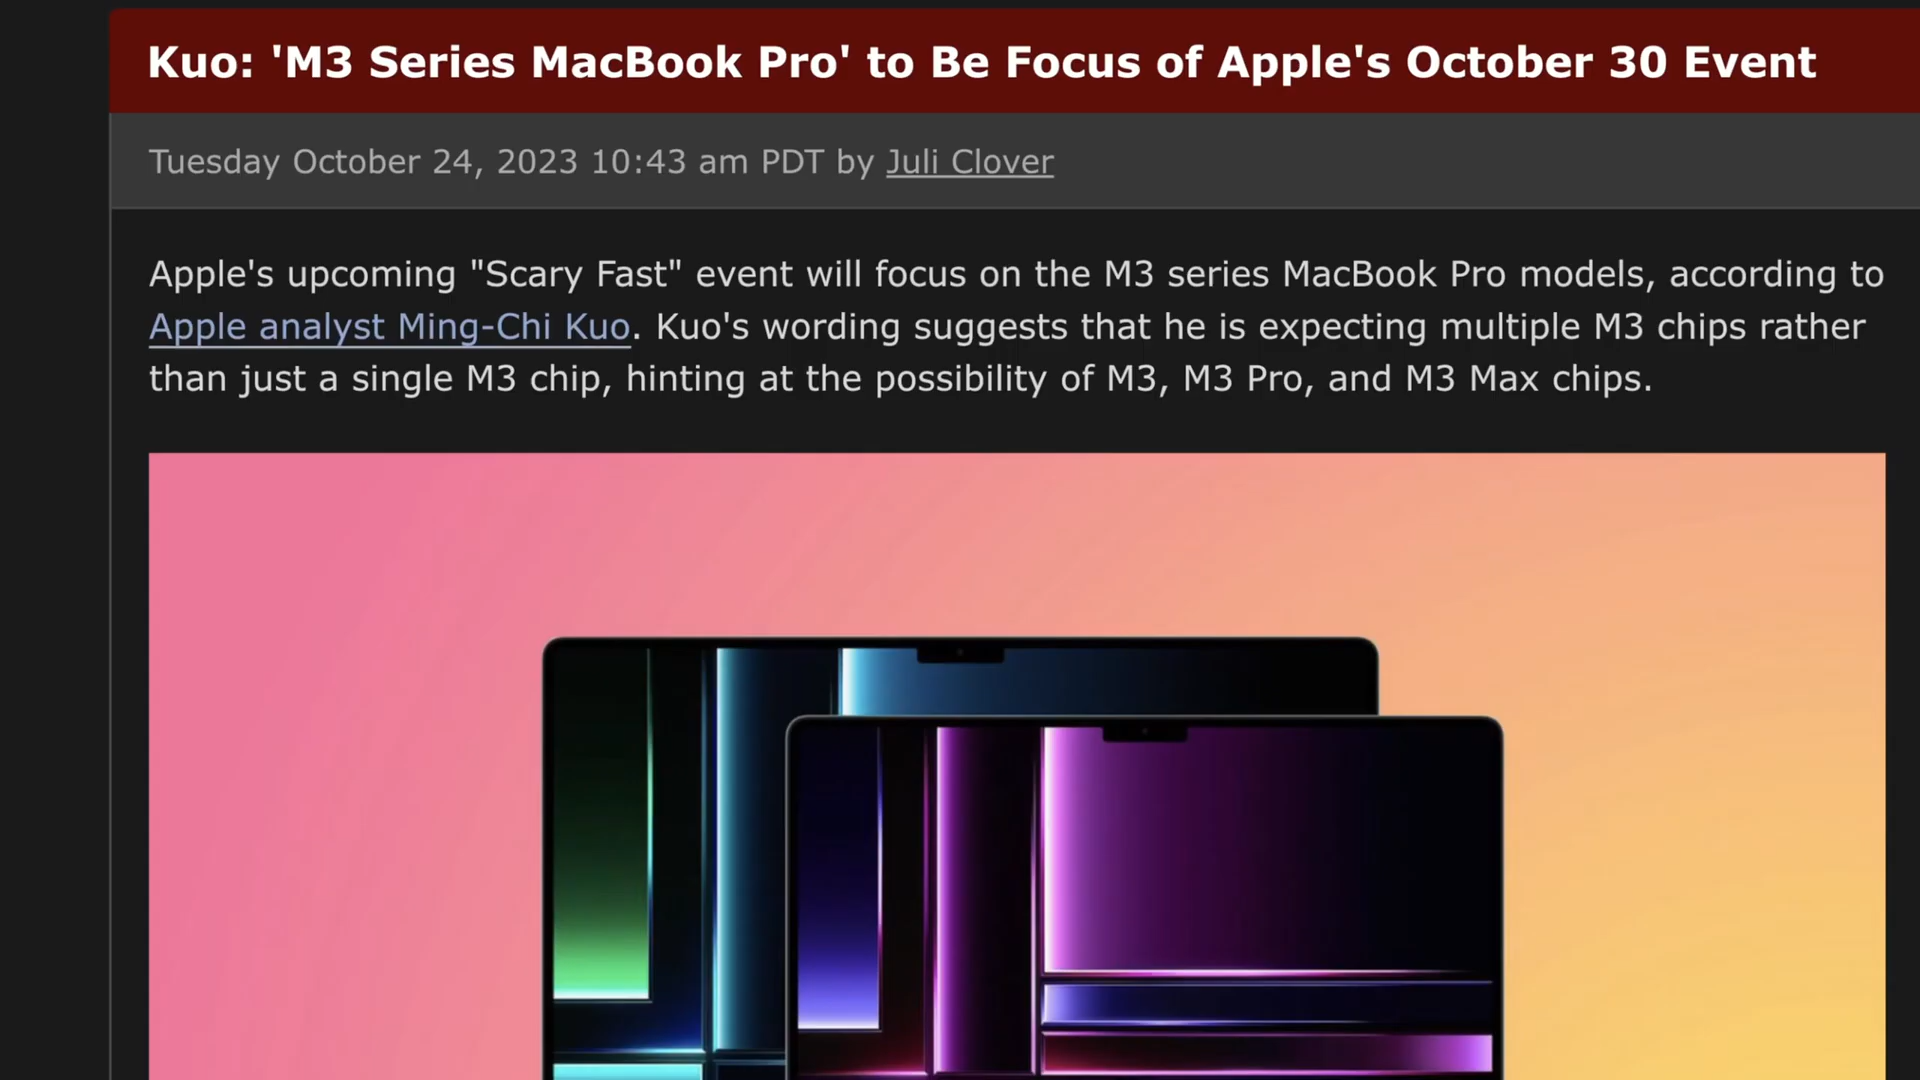 Kuo: 'M3 Series MacBook Pro' to Be Focus of Apple's October 30 Event
Tuesday October 24, 2023 10:43 am PDT by Juli Clover
Apple's upcoming "Scary Fast" event will focus on the M3 series MacBook Pro models, according to
Apple analyst Ming-Chi Kuo. Kuo's wording suggests that he is expecting multiple M3 chips rather
than just a single M3 chip, hinting at the possibility of M3, M3 Pro, and M3 Max chips.